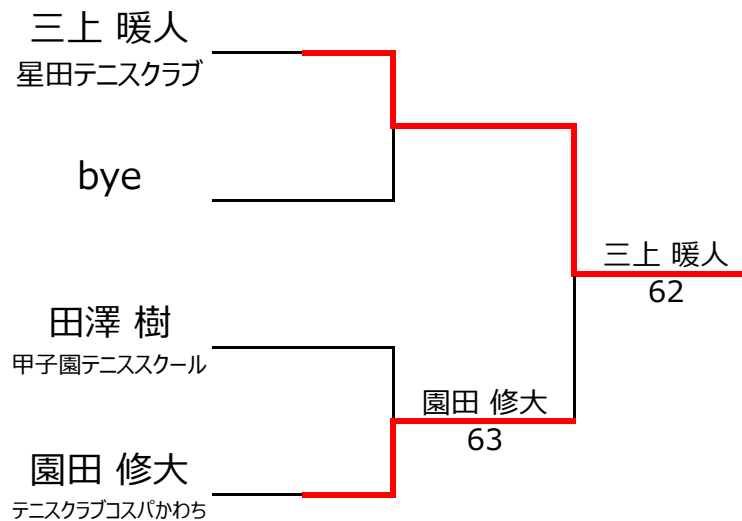 三上 暖人
星田テニスクラブ
bye
田澤 樹
甲子園テニススクール
園田 修大
テニスクラブコスパかわち
園田 修大
63
三上 暖人
62